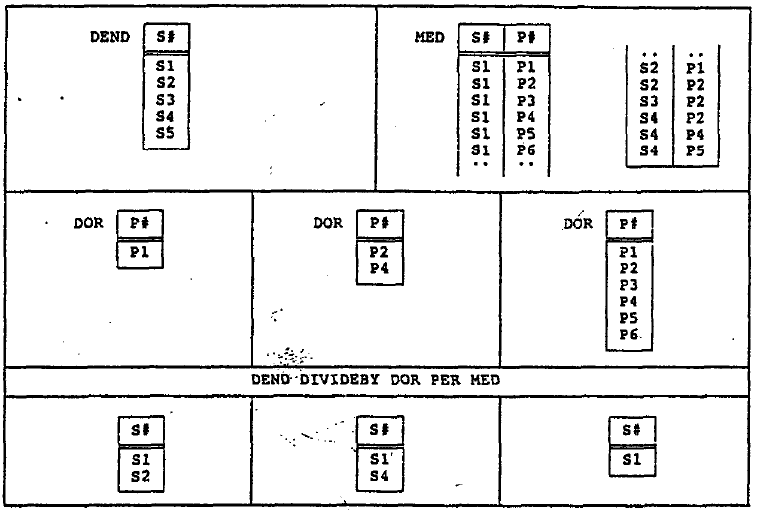 DEND S#
S1
S2
S3
S4
S5
MED S# P#
S1 P1
S1 P2
S1 P3
S1 P4
S1 P5
S1 P6
.. ..
.. ..
S2 P1
S2 P2
S3 P2
S4 P2
S4 P4
S4 P5
DOR P#
P1
DOR P#
P2
P4
DOR P#
P1
P2
P3
P4
P5
P6
DEND DIVIDEBY DOR PER MED
S#
S1
S2
S#
S1
S4
S#
S1